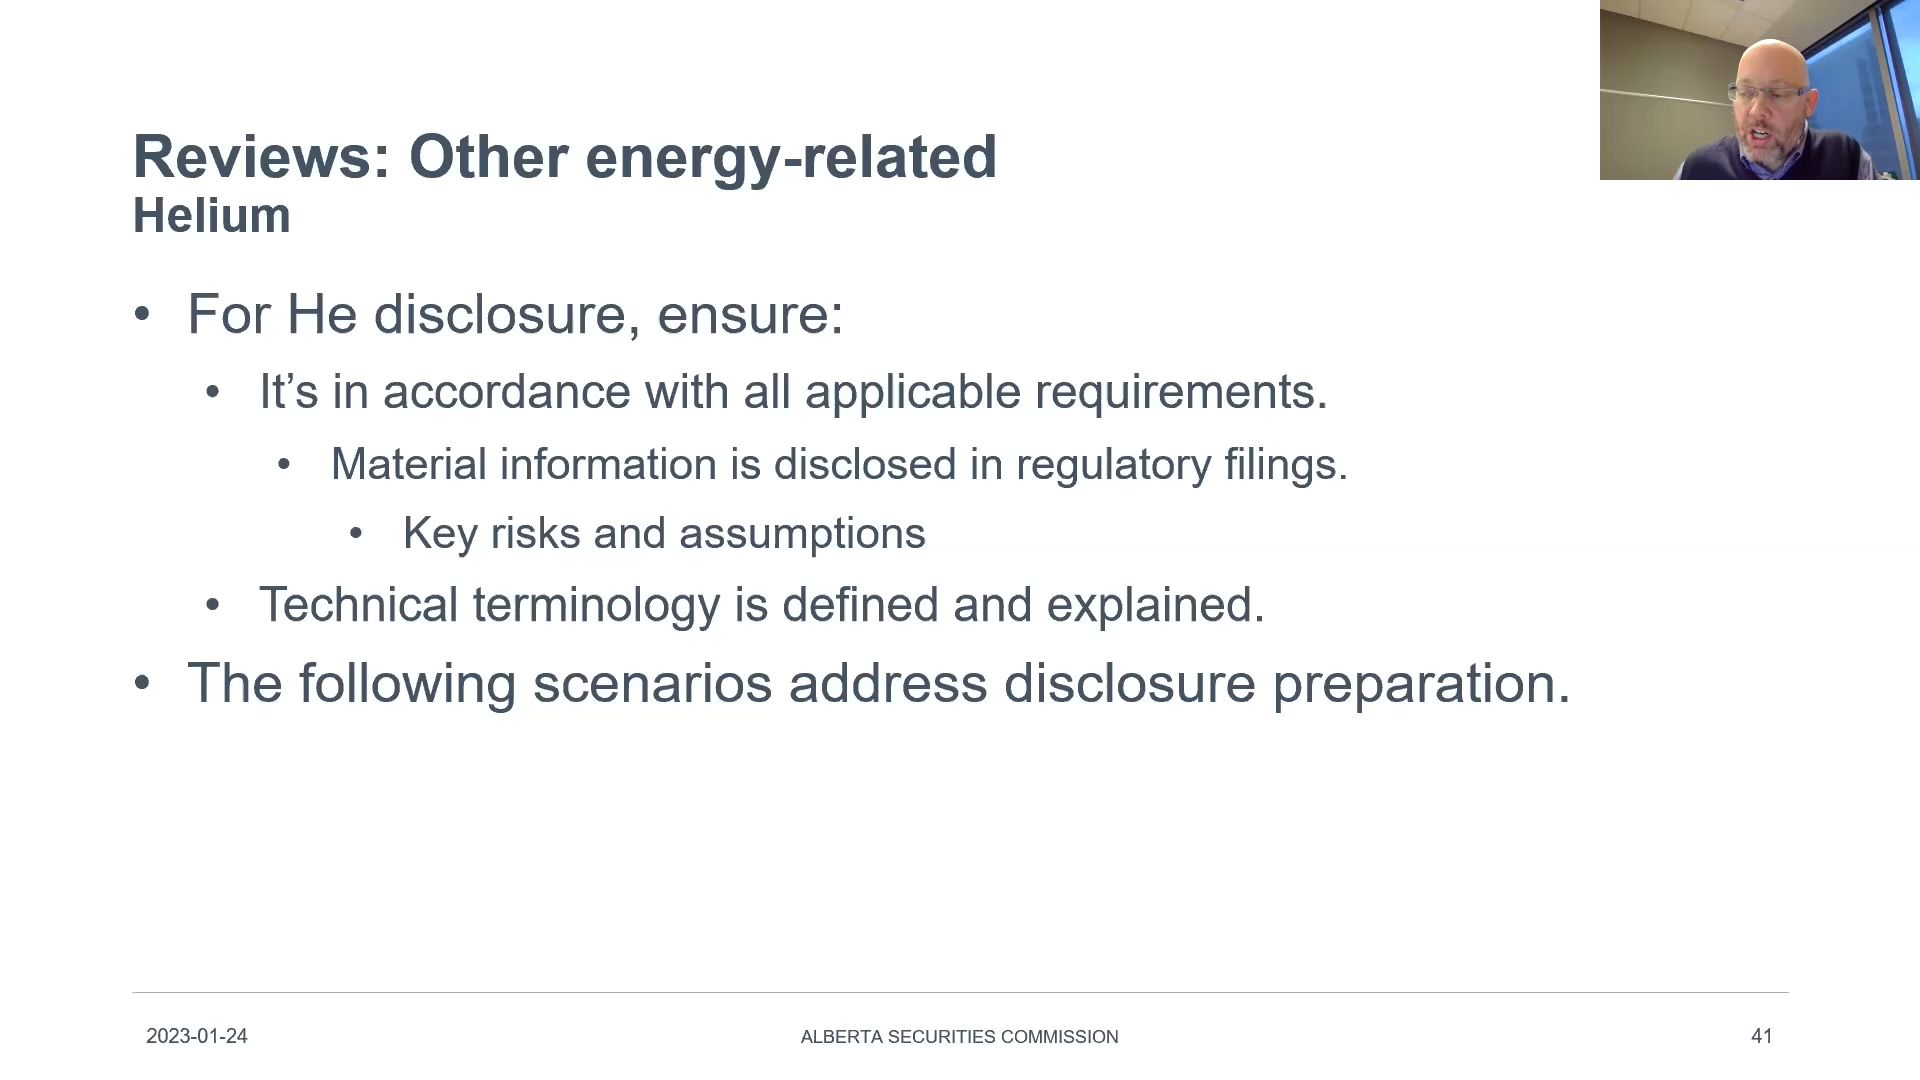 Reviews: Other energy-related
Helium
• For He disclosure, ensure:
• It’s in accordance with all applicable requirements.
• Material information is disclosed in regulatory filings.
• Key risks and assumptions
• Technical terminology is defined and explained.
• The following scenarios address disclosure preparation.
2023-01-24
ALBERTA SECURITIES COMMISSION
41